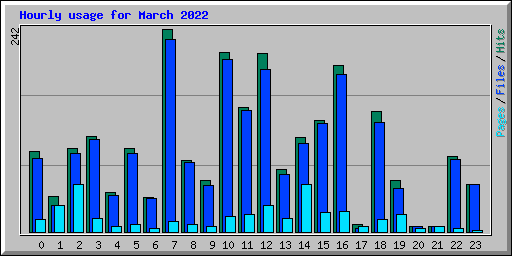 Hourly usage for March 2022
242
Pages/Files/Hits
0 1 2 3 4 5 6 7 8 9 10 11 12 13 14 15 16 17 18 19 20 21 22 23